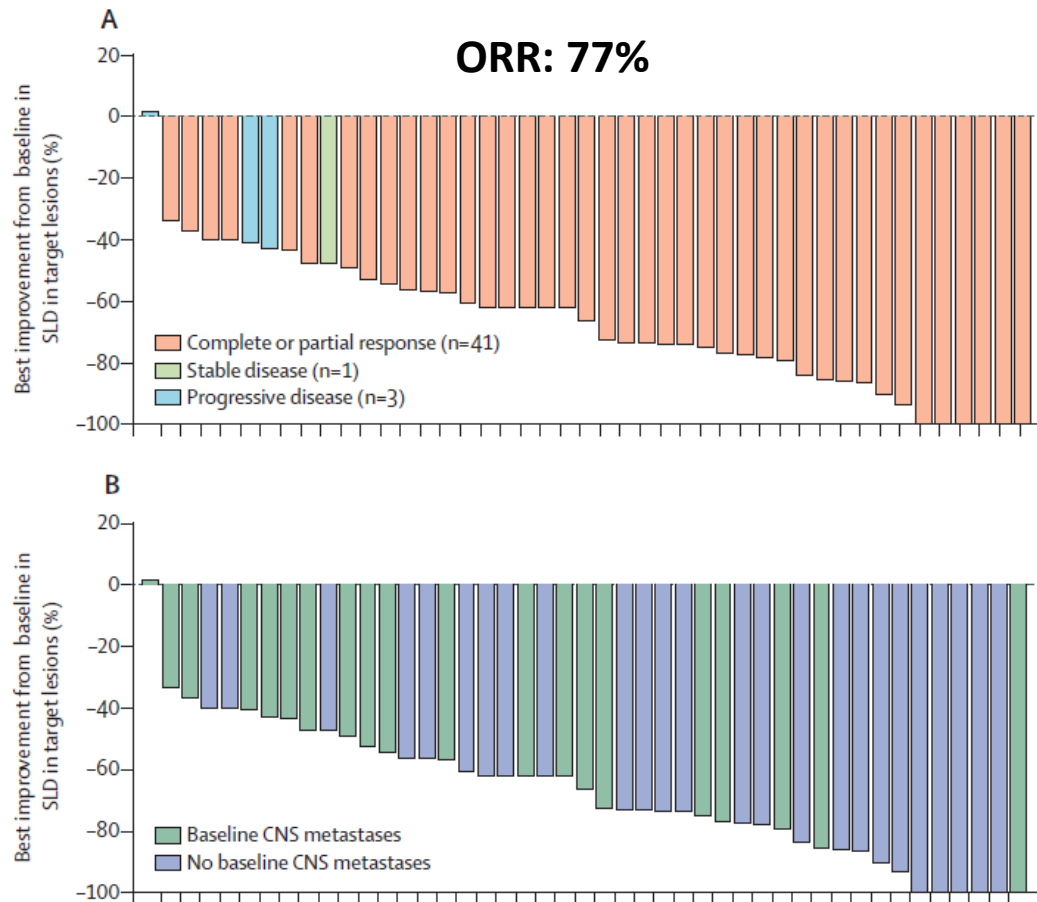 A
ORR: 77%
Best improvement from baseline in
SLD in target lesions (%)
20
0
–20
–40
–60
–80
–100
Complete or partial response (n=41)
Stable disease (n=1)
Progressive disease (n=3)
B
Best improvement from baseline in
SLD in target lesions (%)
20
0
–20
–40
–60
–80
–100
Baseline CNS metastases
No baseline CNS metastases